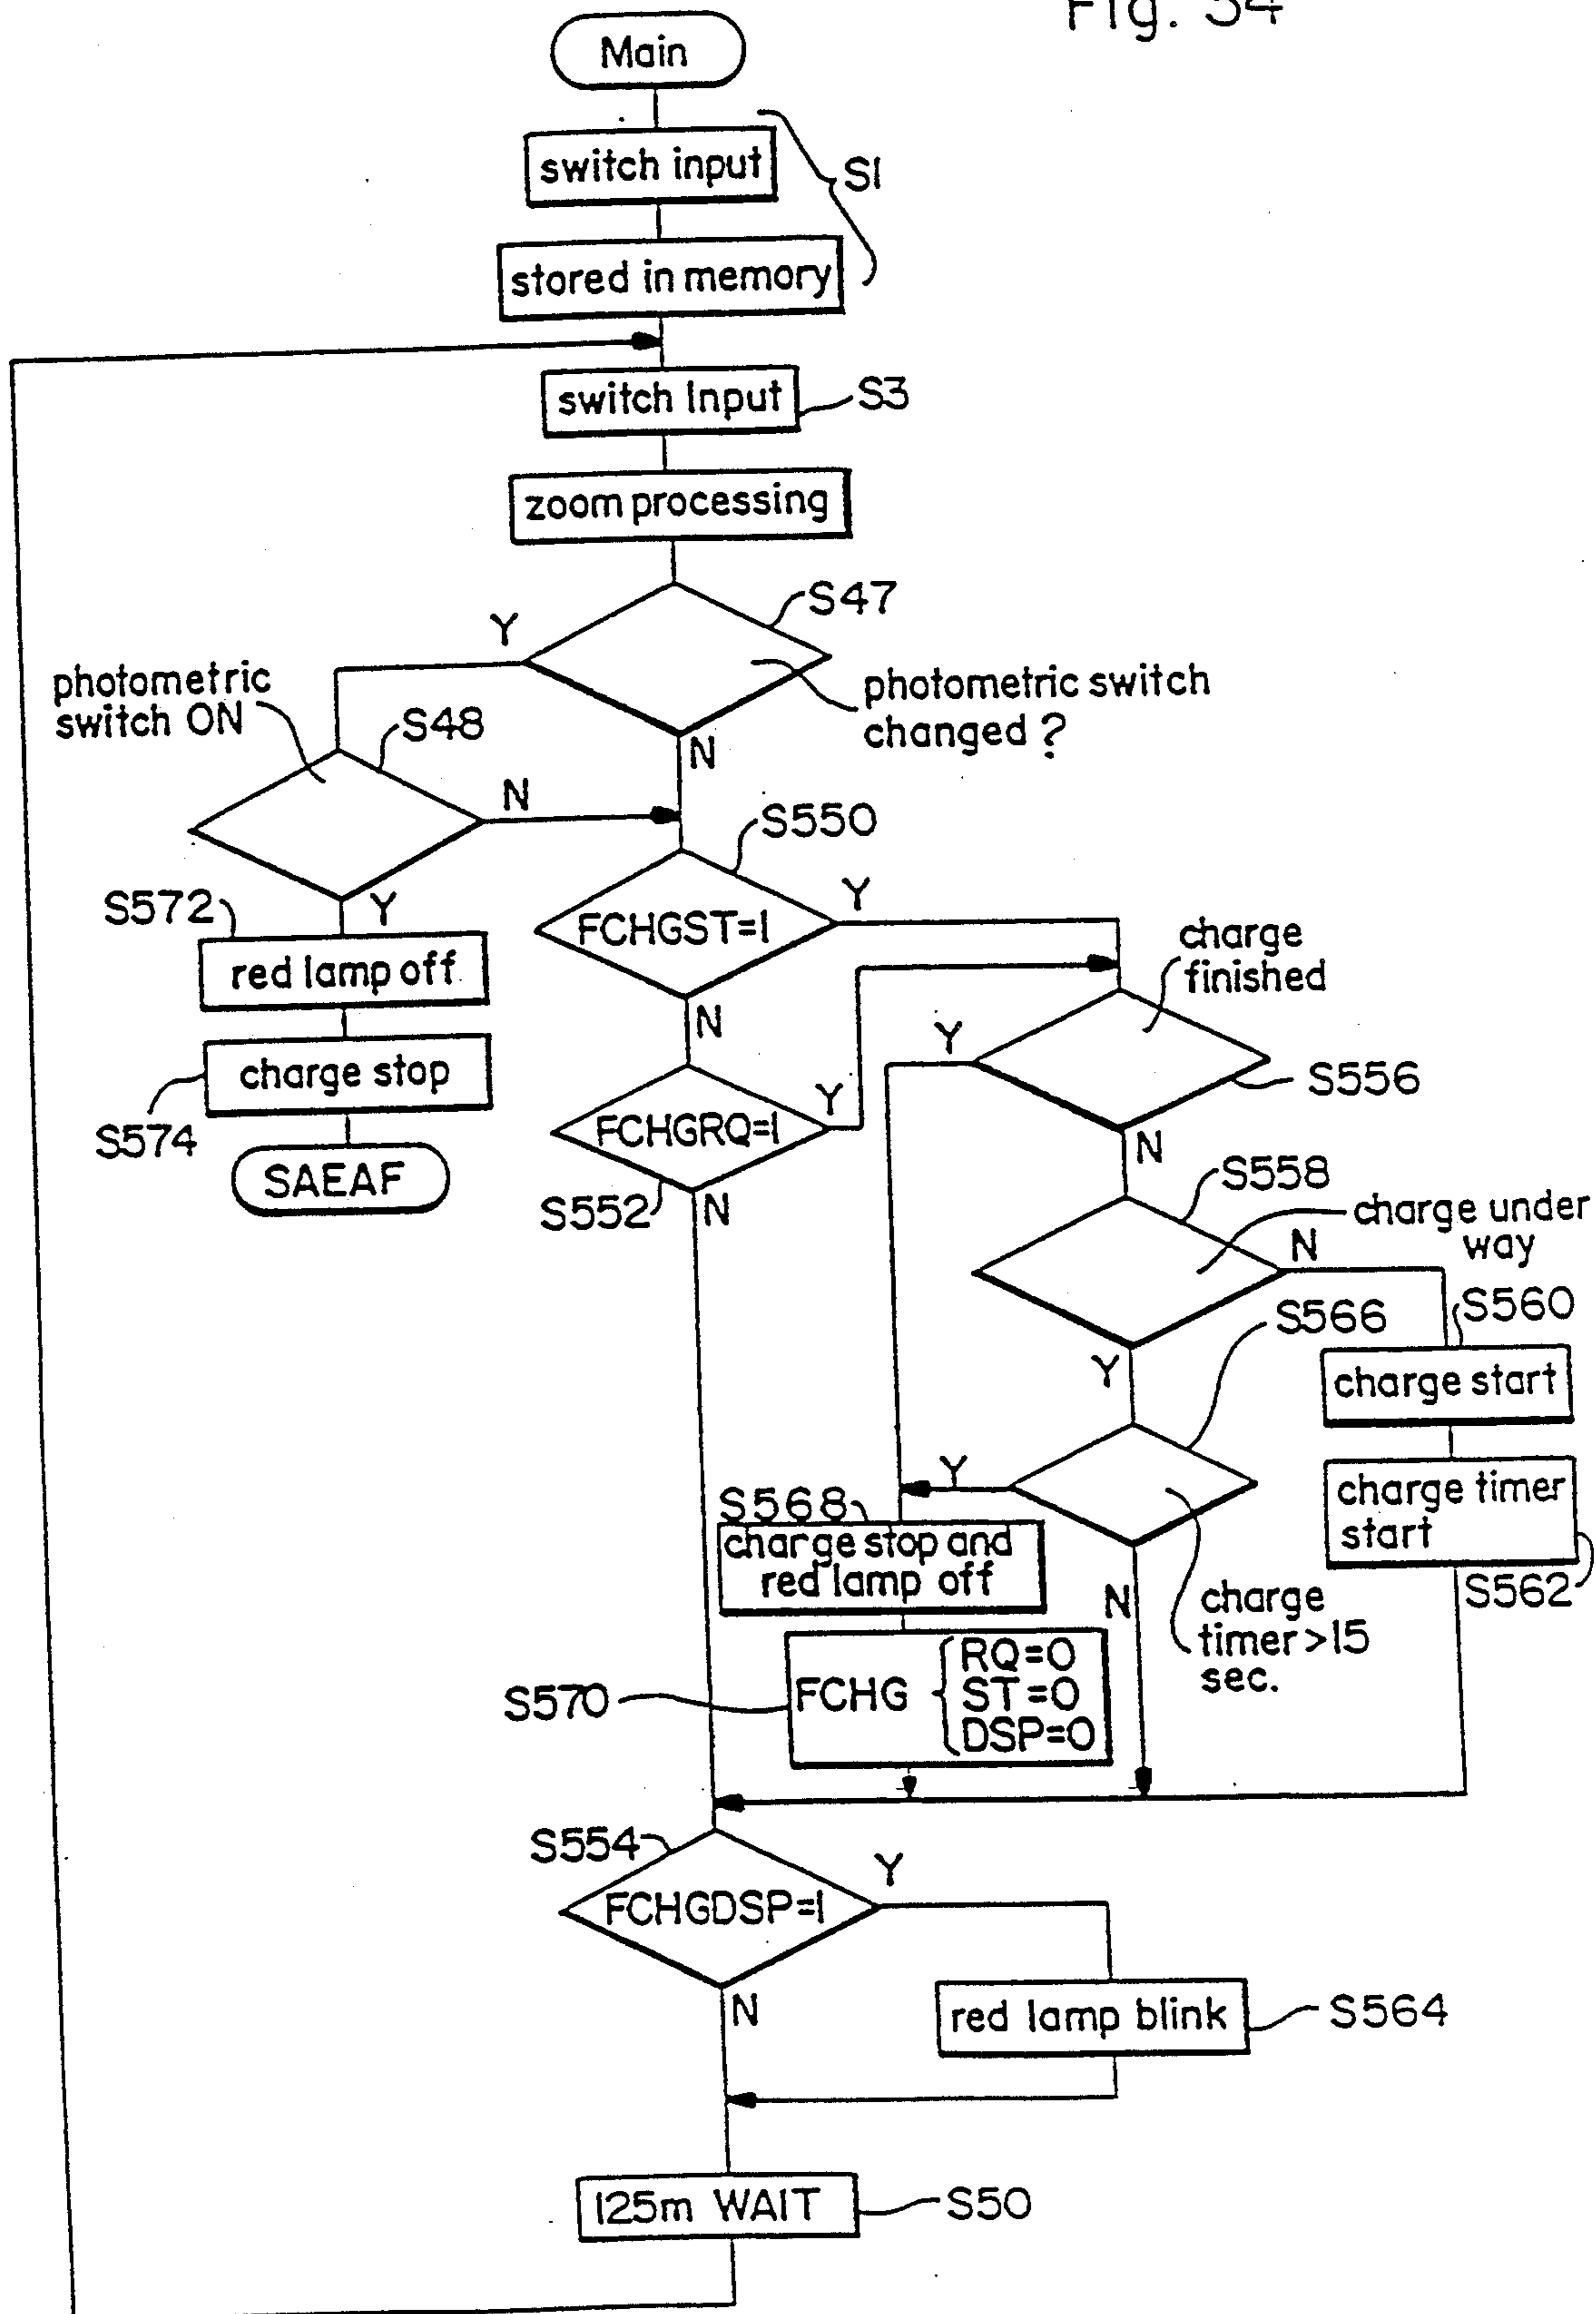 Fig. 54
Main
switch input
S1
stored in memory
switch Input
S3
zoom processing
S47
Y
photometric switch
changed ?
N
photometric
switch ON
S48
N
S550
Y
FCHGST=1
S572
Y
red lamp off
N
charge
finished
Y
S556
charge stop
S574
SAEAF
FCHGRQ=1
Y
S552
N
N
S558
charge under
way
N
S560
S566
Y
charge start
charge timer
start
S562
Y
S568
charge stop and
red lamp off
N
charge
timer>15
sec.
S570
FCHG
RQ=0
ST=0
DSP=0
S554
Y
FCHGDSP=1
N
red lamp blink
S564
125m WAIT
S50